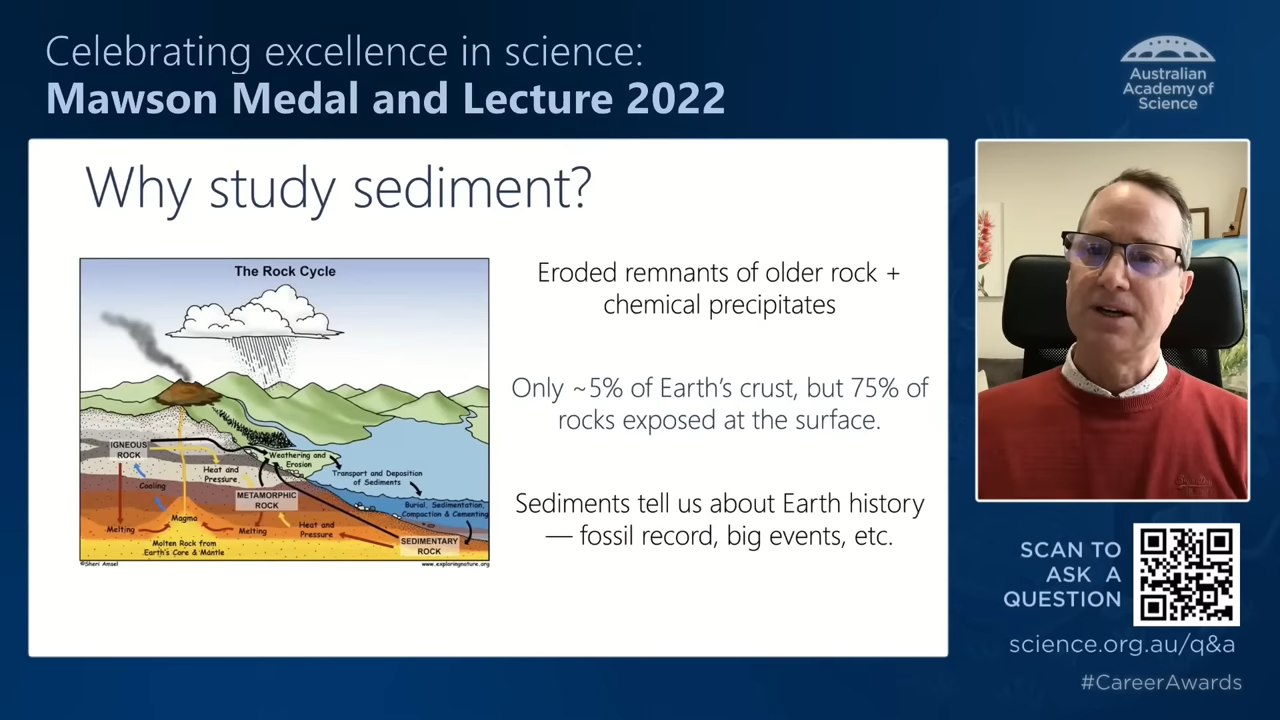 Celebrating excellence in science:
Mawson Medal and Lecture 2022
Australian
Academy of
Science
Why study sediment?
The Rock Cycle
IGNEOUS
ROCK
Weathering and
Erosion
Heat and
Pressure
Transport and Deposition
of Sediments
Cooling
METAMORPHIC
ROCK
Burial, Sedimentation,
Compaction & Cementing
Magma
Melting
Melting
Heat and
Pressure
Molten Rock from
Earth's Core & Mantle
SEDIMENTARY
ROCK
©Sheri Amsel
www.exploringnature.org
Eroded remnants of older rock +
chemical precipitates
Only ~5% of Earth's crust, but 75% of
rocks exposed at the surface.
Sediments tell us about Earth history
— fossil record, big events, etc.
SCAN TO
ASK A
QUESTION
science.org.au/q&a
#CareerAwards